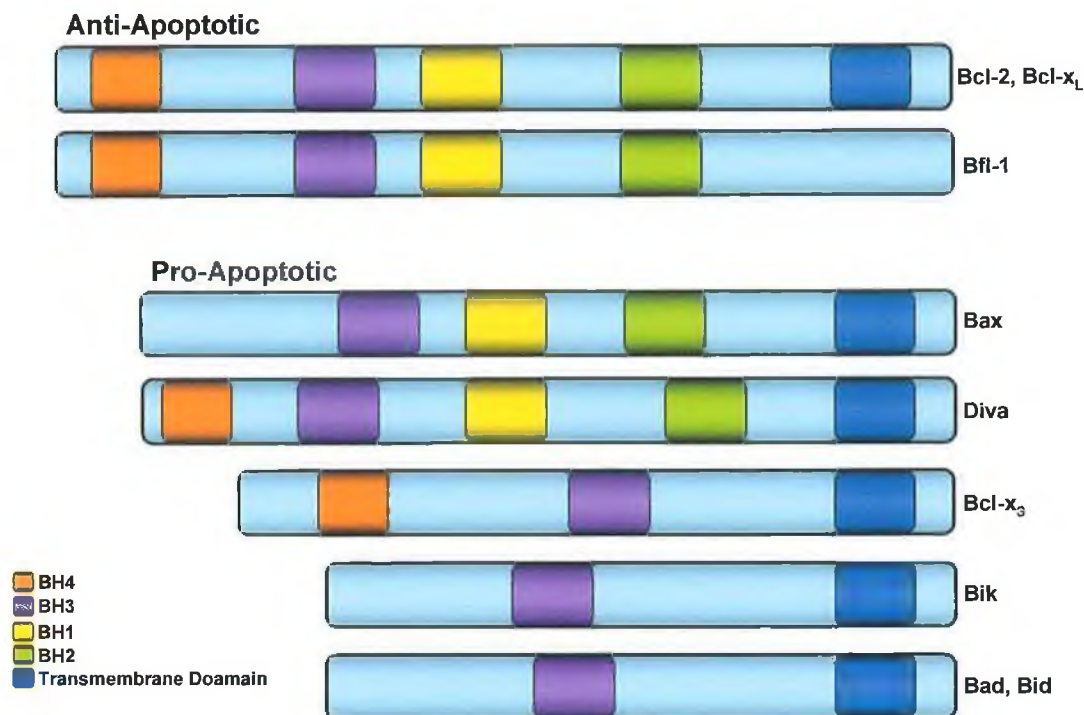 Anti-Apoptotic
Bcl-2, Bcl-xL
Bfl-1
Pro-Apoptotic
Bax
Diva
Bcl-xS
Bik
Bad, Bid
BH4
BH3
BH1
BH2
Transmembrane Doamain